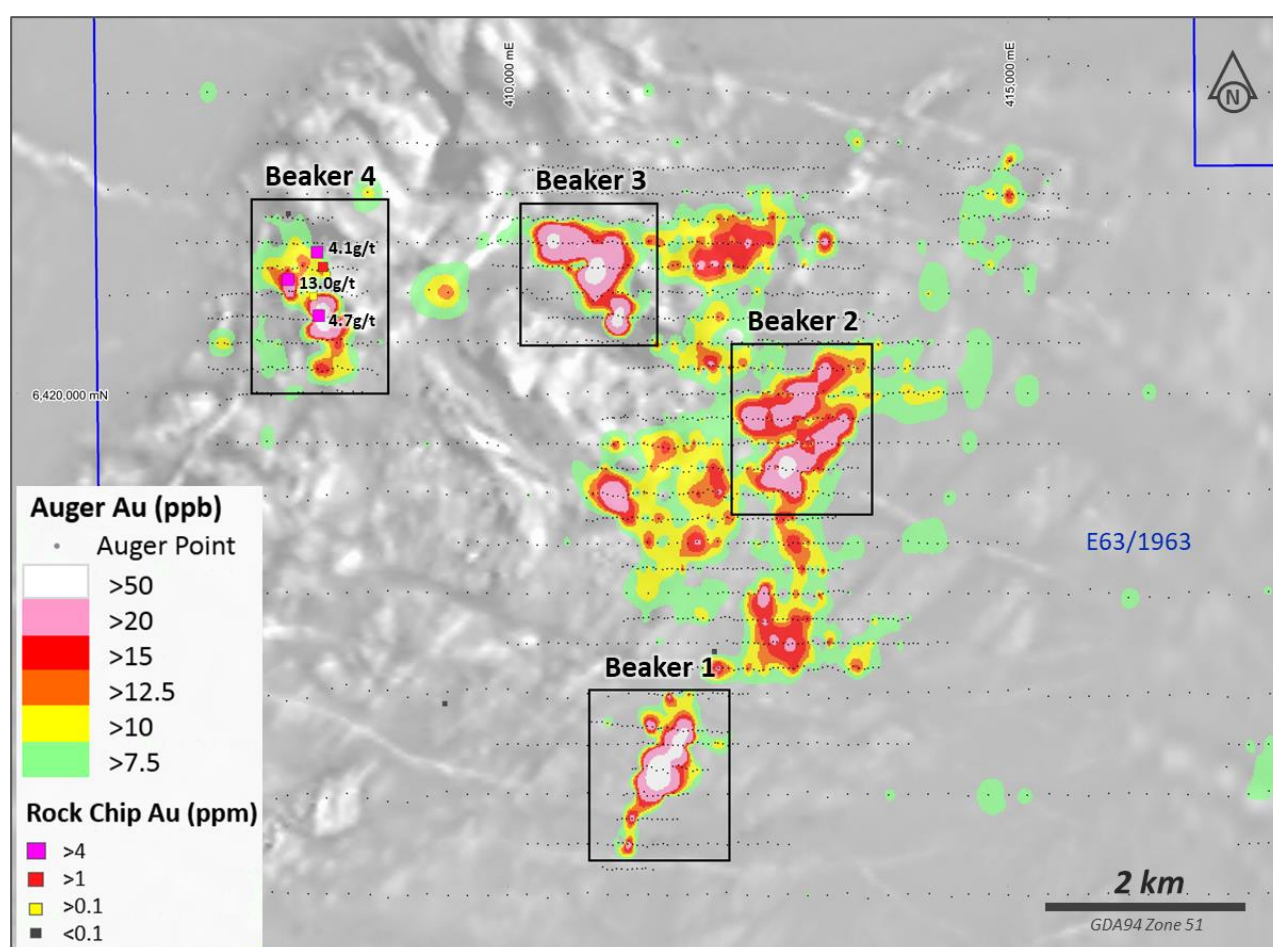 410,000 mE
415,000 mE
N
Beaker 4
Beaker 3
4.1g/t
13.0g/t
4.7g/t
Beaker 2
6,420,000 mN
E63/1963
Beaker 1
Auger Au (ppb)
Auger Point
>50
>20
>15
>12.5
>10
>7.5
Rock Chip Au (ppm)
>4
>1
>0.1
<0.1
2 km
GDA94 Zone 51